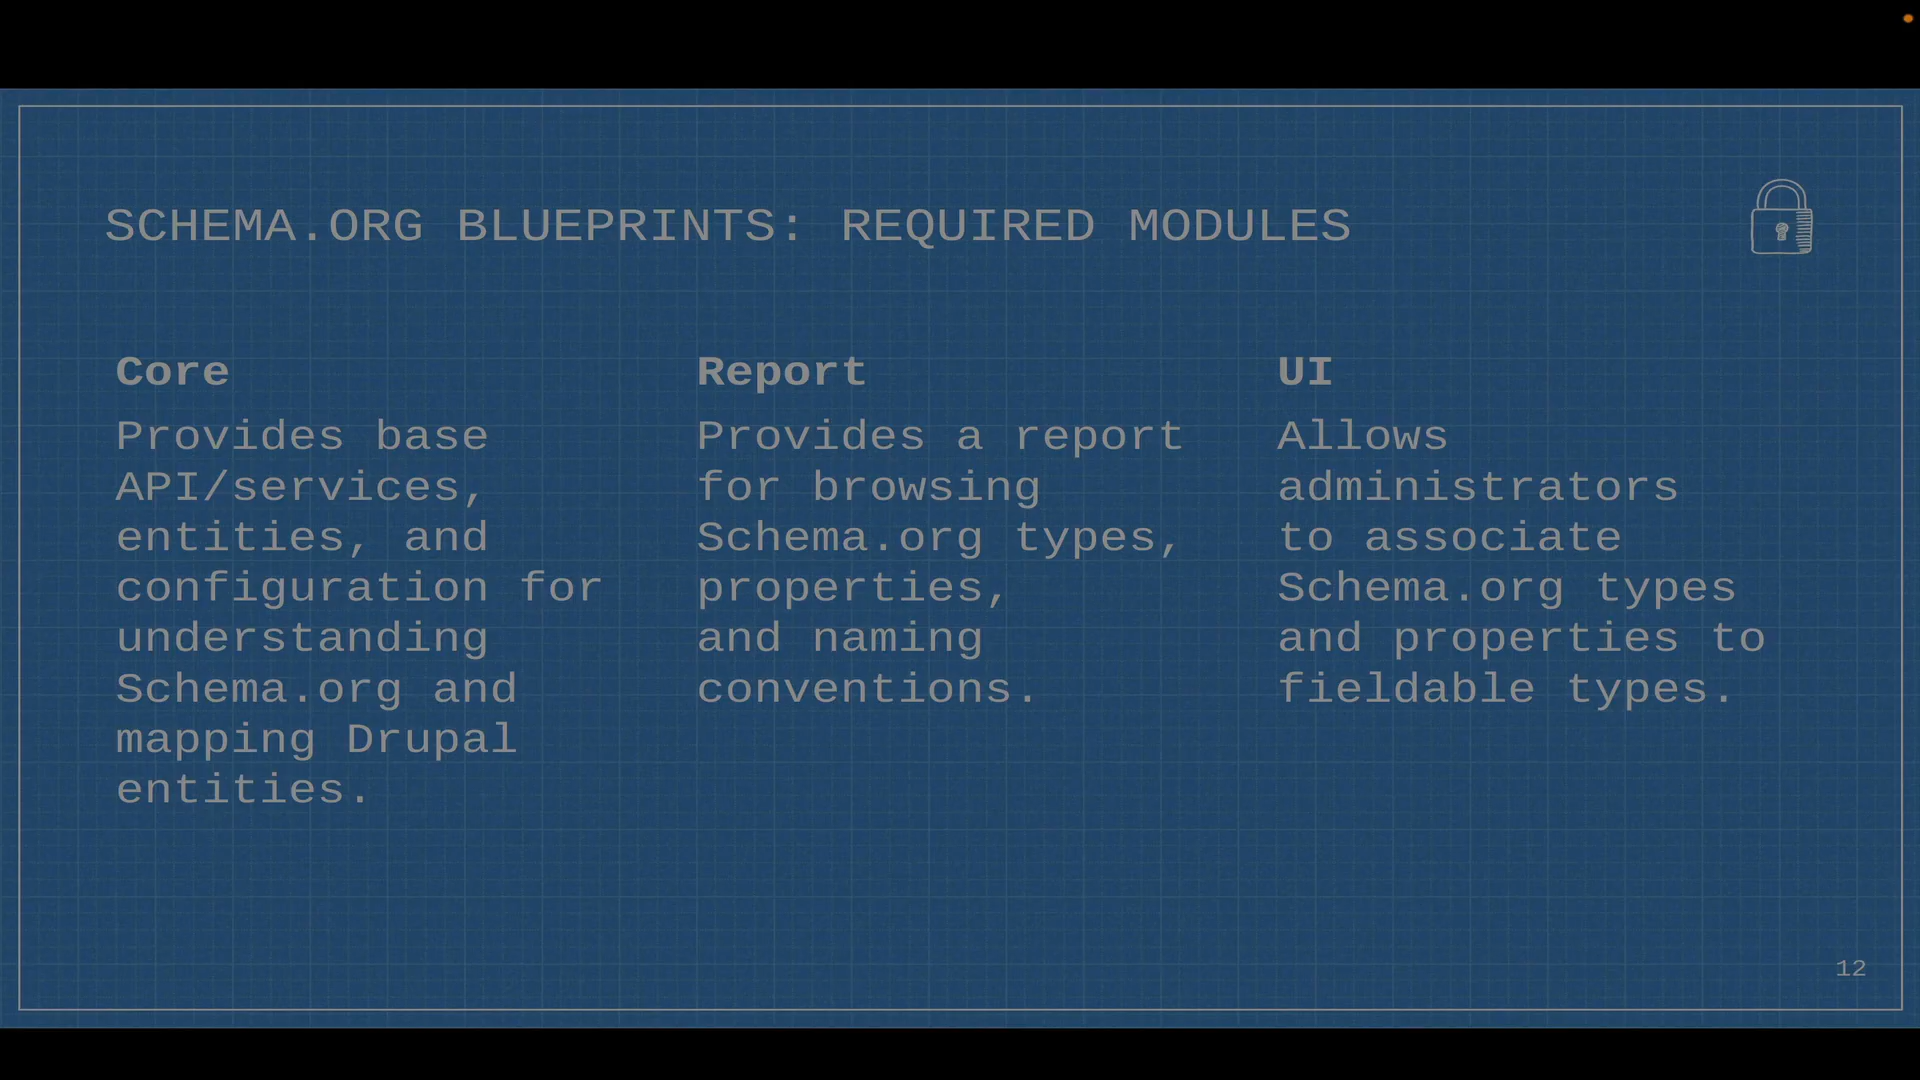 SCHEMA.ORG BLUEPRINTS: REQUIRED MODULES
Core
Provides base
API/services,
entities, and
configuration for
understanding
Schema.org and
mapping Drupal
entities.
Report
Provides a report
for browsing
Schema.org types,
properties,
and naming
conventions.
UI
Allows
administrators
to associate
Schema.org types
and properties to
fieldable types.
12